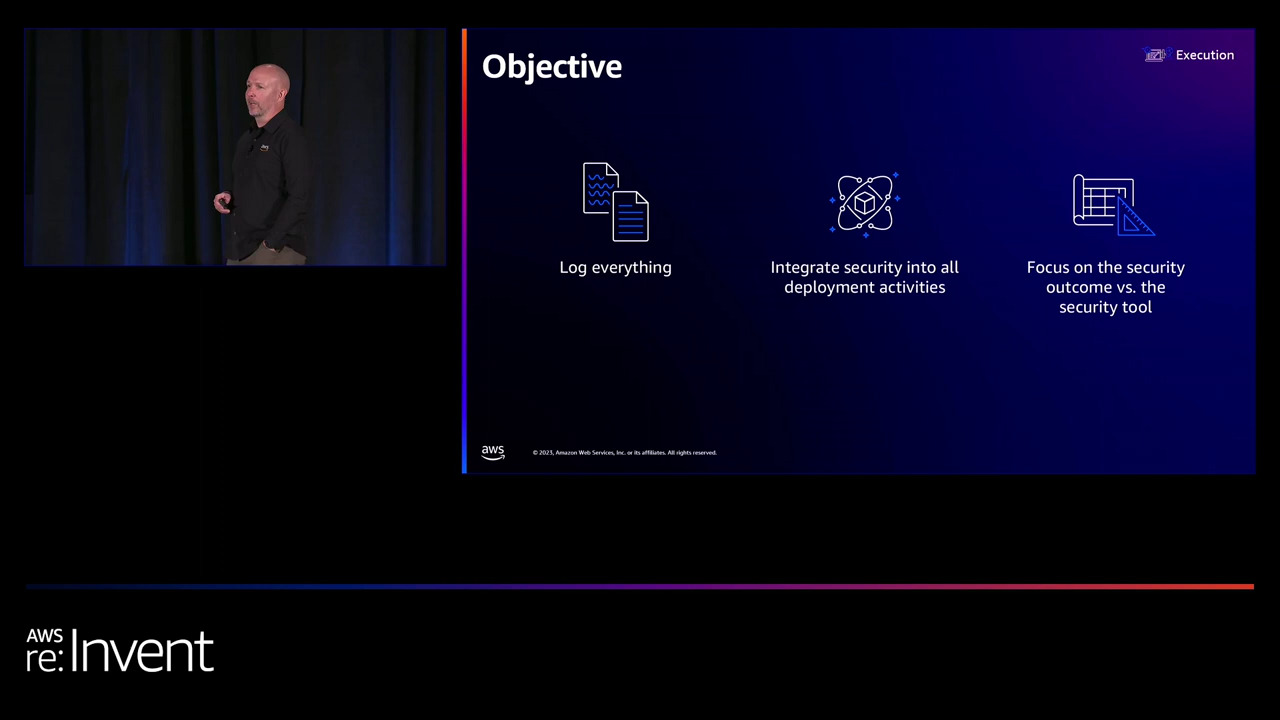 Objective
Execution
Log everything
Integrate security into all
deployment activities
Focus on the security
outcome vs. the
security tool
aws
© 2023, Amazon Web Services, Inc. or its affiliates. All rights reserved.
aws
AWS
re:Invent